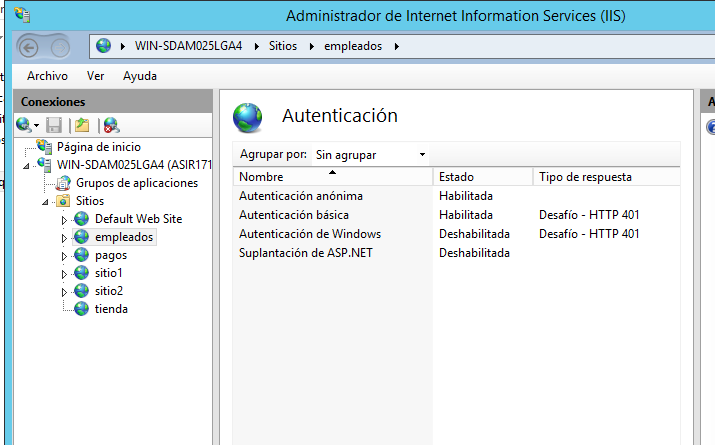 Administrador de Internet Information Services (IIS)
WIN-SDAM025LGA4 Sitios empleados
Archivo Ver Ayuda
Conexiones
Página de inicio
WIN-SDAM025LGA4 (ASIR171
Grupos de aplicaciones
Sitios
Default Web Site
empleados
pagos
sitio1
sitio2
tienda
Autenticación
Agrupar por: Sin agrupar
Nombre Estado Tipo de respuesta
Autenticación anónima Habilitada
Autenticación básica Habilitada Desafío - HTTP 401
Autenticación de Windows Deshabilitada Desafío - HTTP 401
Suplantación de ASP.NET Deshabilitada